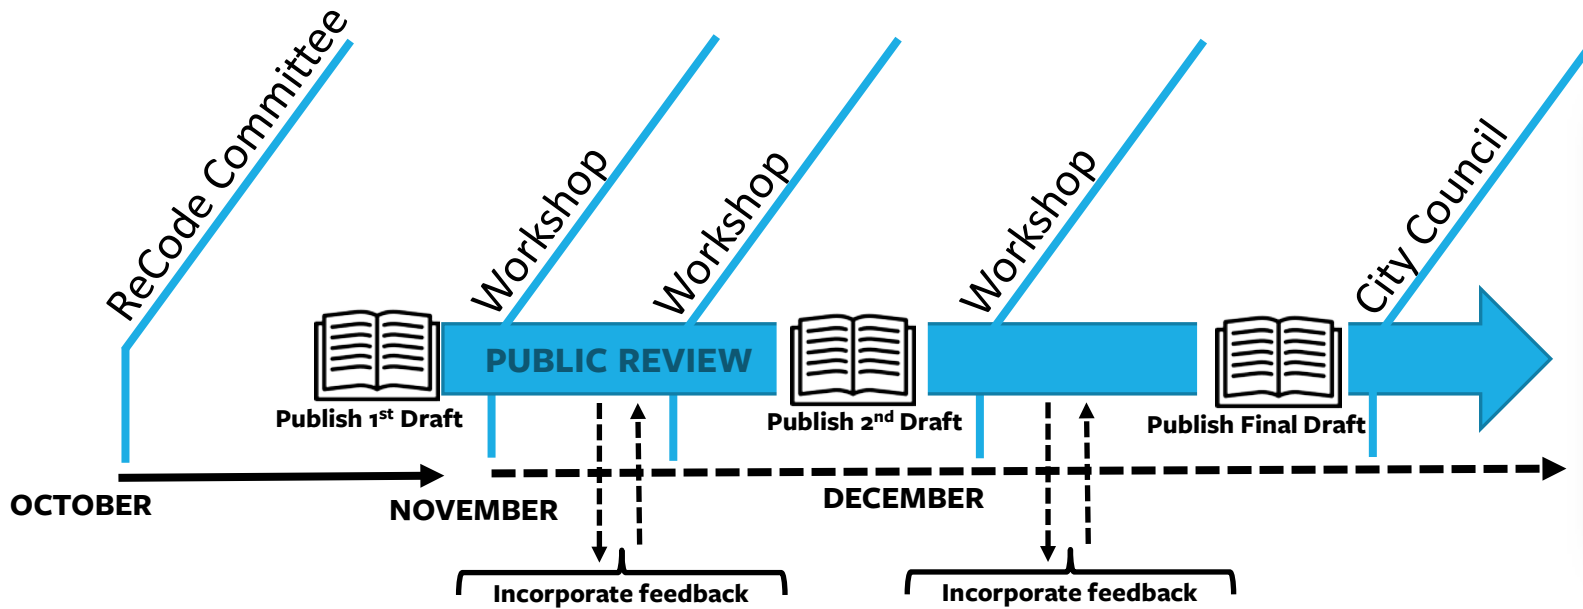 ReCode Committee
Workshop
Workshop
Workshop
City Council
PUBLIC REVIEW
Publish 1st Draft
Publish 2nd Draft
Publish Final Draft
OCTOBER
NOVEMBER
DECEMBER
Incorporate feedback
Incorporate feedback